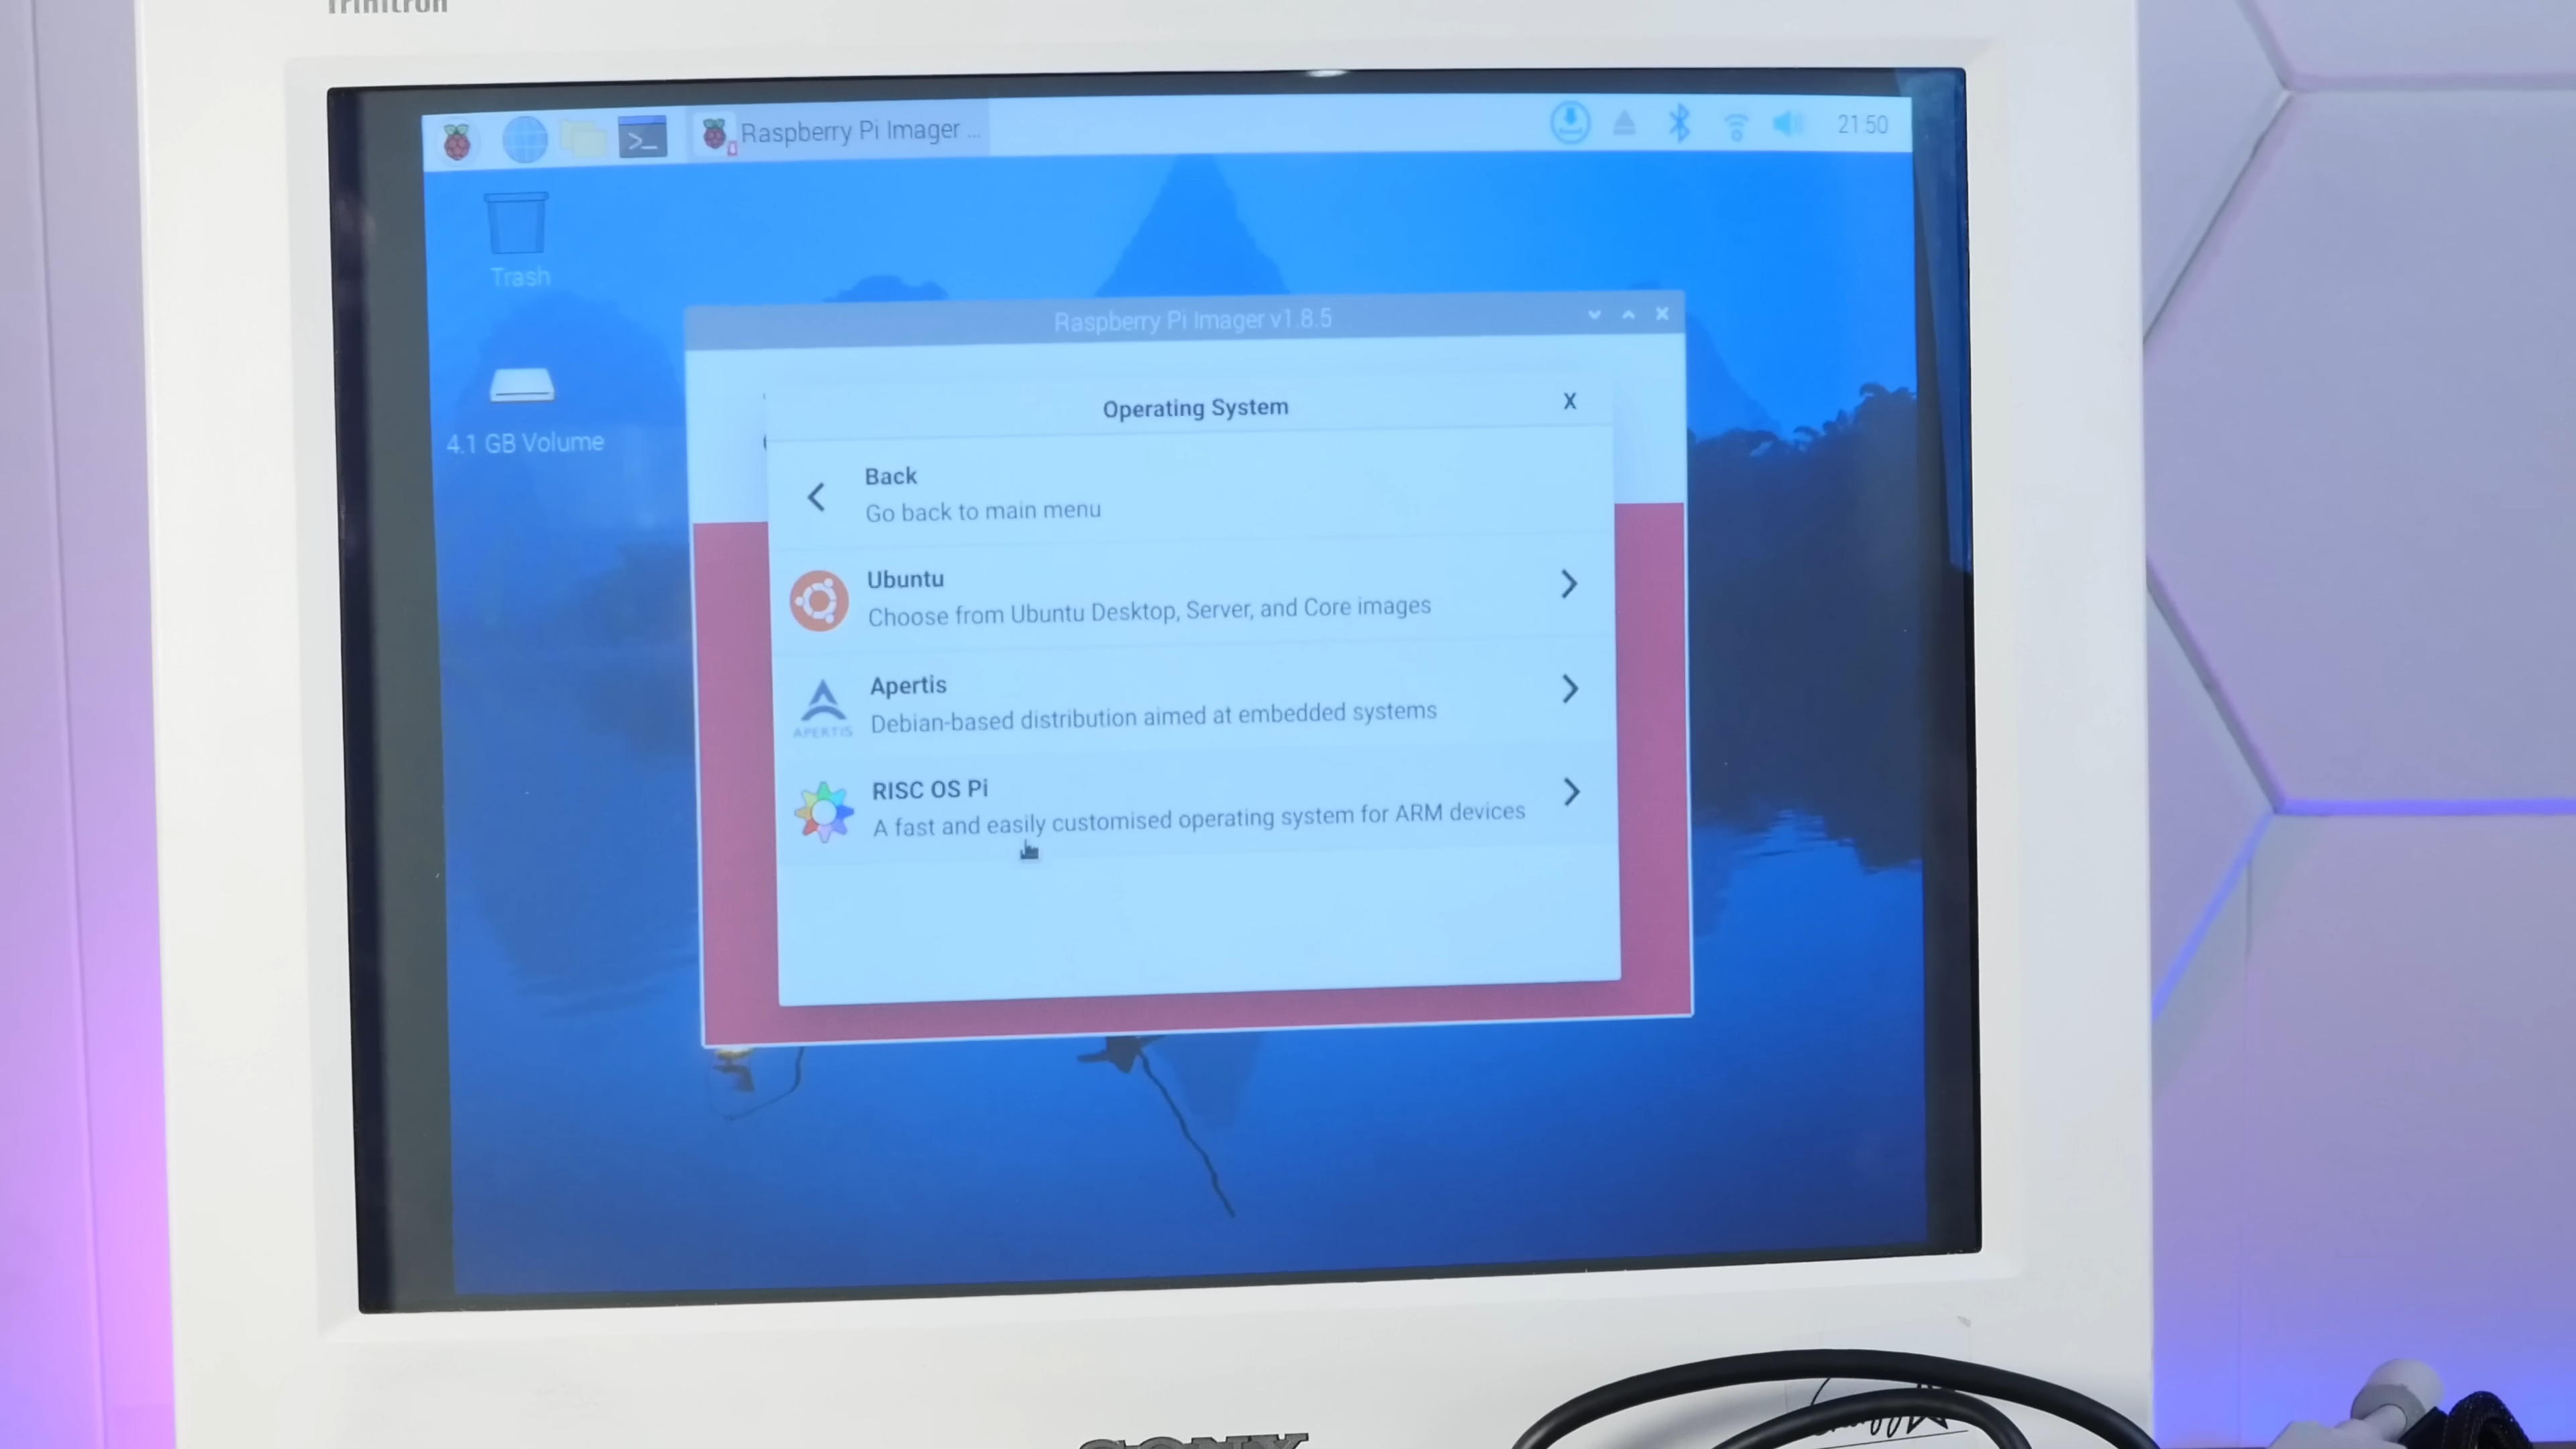 Trinitron
Raspberry Pi Imager ...
21:50
Trash
4.1 GB Volume
Raspberry Pi Imager v1.8.5
Operating System
X
Back
Go back to main menu
Ubuntu
Choose from Ubuntu Desktop, Server, and Core images
Apertis
APERTIS
Debian-based distribution aimed at embedded systems
RISC OS Pi
A fast and easily customised operating system for ARM devices
SONY